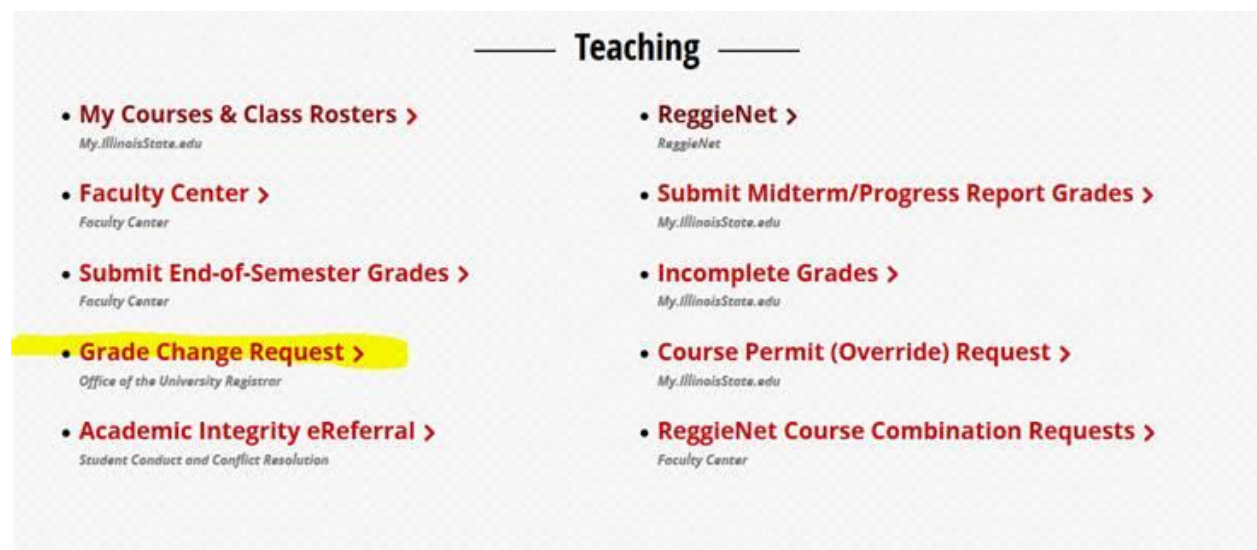 Teaching
• My Courses & Class Rosters >
My.IllinoisState.edu
• Faculty Center >
Faculty Center
• Submit End-of-Semester Grades >
Faculty Center
• Grade Change Request >
Office of the University Registrar
• Academic Integrity eReferral >
Student Conduct and Conflict Resolution
• ReggieNet >
ReggieNet
• Submit Midterm/Progress Report Grades >
My.IllinoisState.edu
• Incomplete Grades >
My.IllinoisState.edu
• Course Permit (Override) Request >
My.IllinoisState.edu
• ReggieNet Course Combination Requests >
Faculty Center